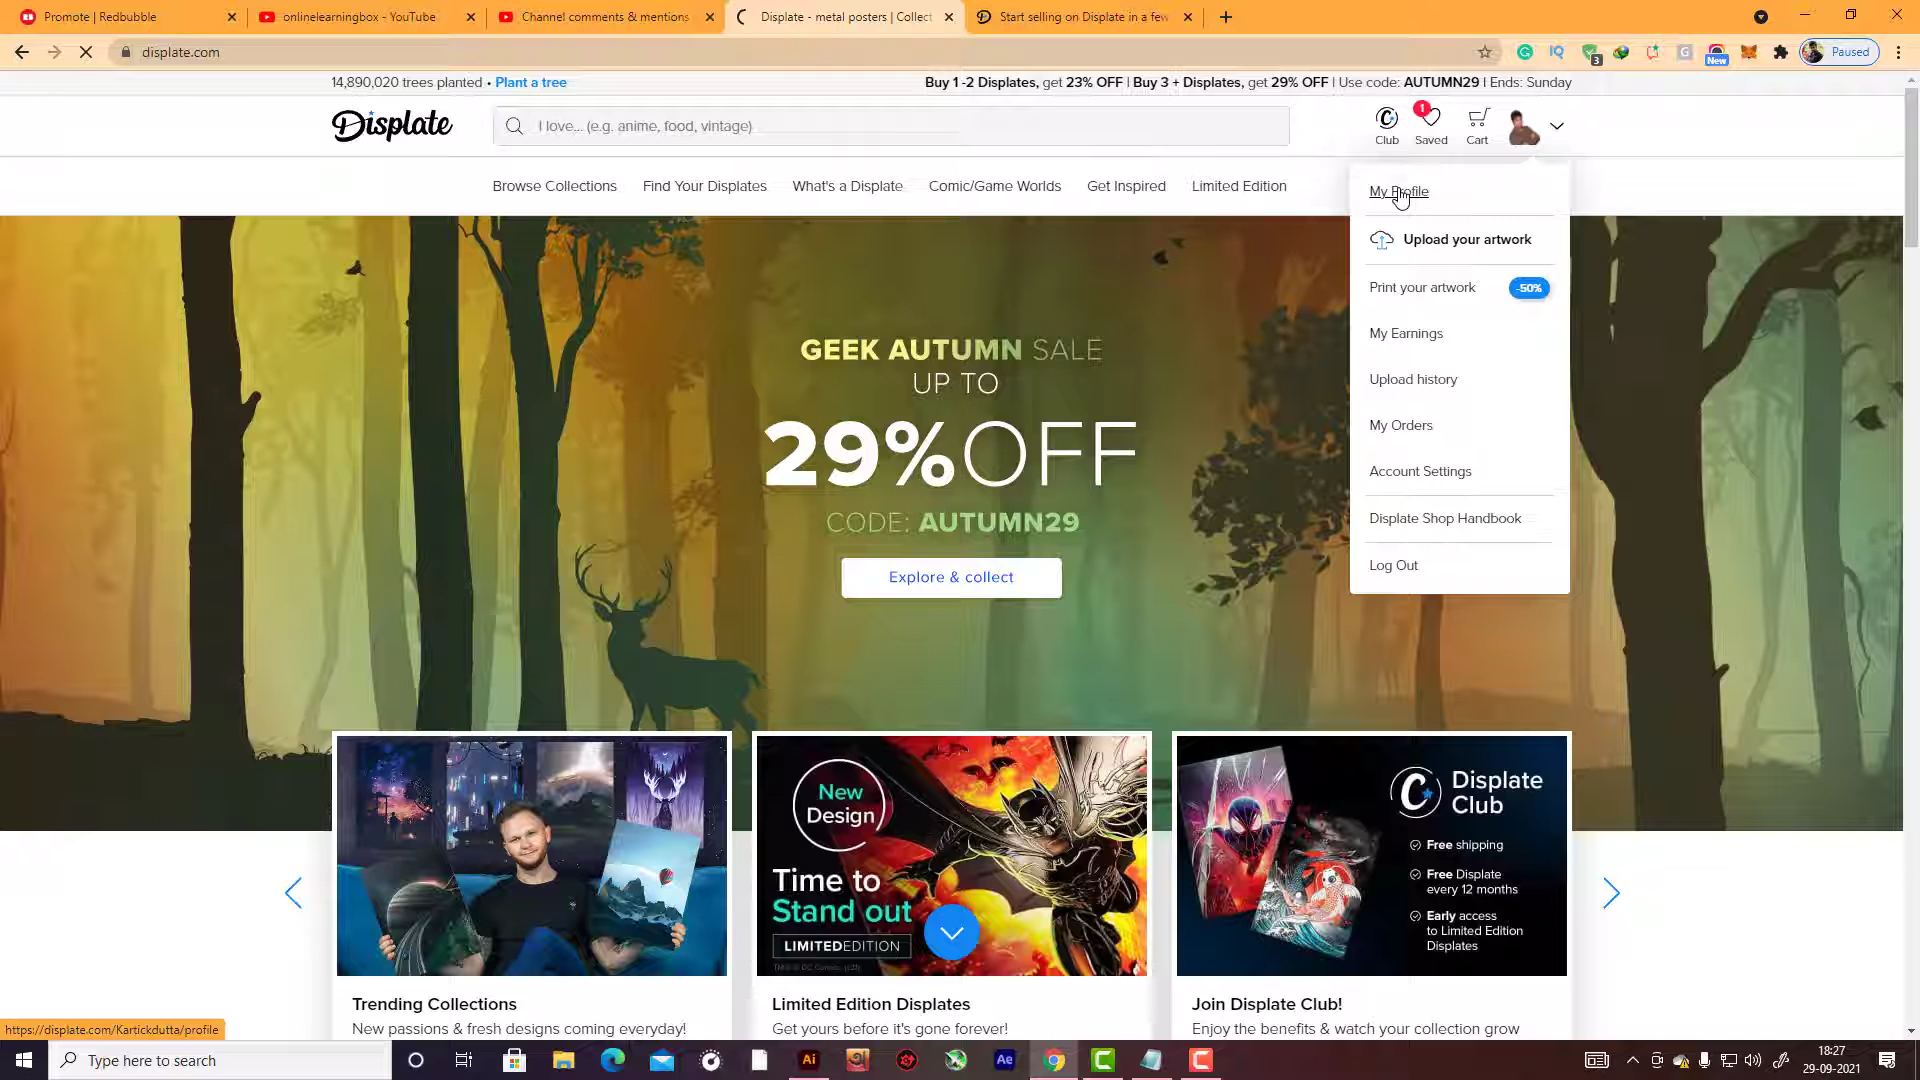 Promote | Redbubble
onlinelearningbox - YouTube
Channel comments & mentions
Displate - metal posters | Collect
Start selling on Displate in a few
displate.com
3
New
Paused
14,890,020 trees planted • Plant a tree
Buy 1 -2 Displates, get 23% OFF | Buy 3 + Displates, get 29% OFF | Use code: AUTUMN29 | Ends: Sunday
Displate
I love... (e.g. anime, food, vintage)
1
Club
Saved
Cart
Browse Collections
Find Your Displates
What's a Displate
Comic/Game Worlds
Get Inspired
Limited Edition
My Profile
Upload your artwork
Print your artwork
-50%
My Earnings
Upload history
My Orders
Account Settings
Displate Shop Handbook
Log Out
GEEK AUTUMN SALE
UP TO
29% OFF
CODE: AUTUMN29
Explore & collect
New
Design
Time to
Stand out
LIMITEDEDITION
Displate
Club
Free shipping
Free Displate
every 12 months
Early access
to Limited Edition
Displates
Trending Collections
New passions & fresh designs coming everyday!
Limited Edition Displates
Get yours before it's gone forever!
Join Displate Club!
Enjoy the benefits & watch your collection grow
https://displate.com/Kartickdutta/profile
Type here to search
Ai
Ae
18:27
29-09-2021